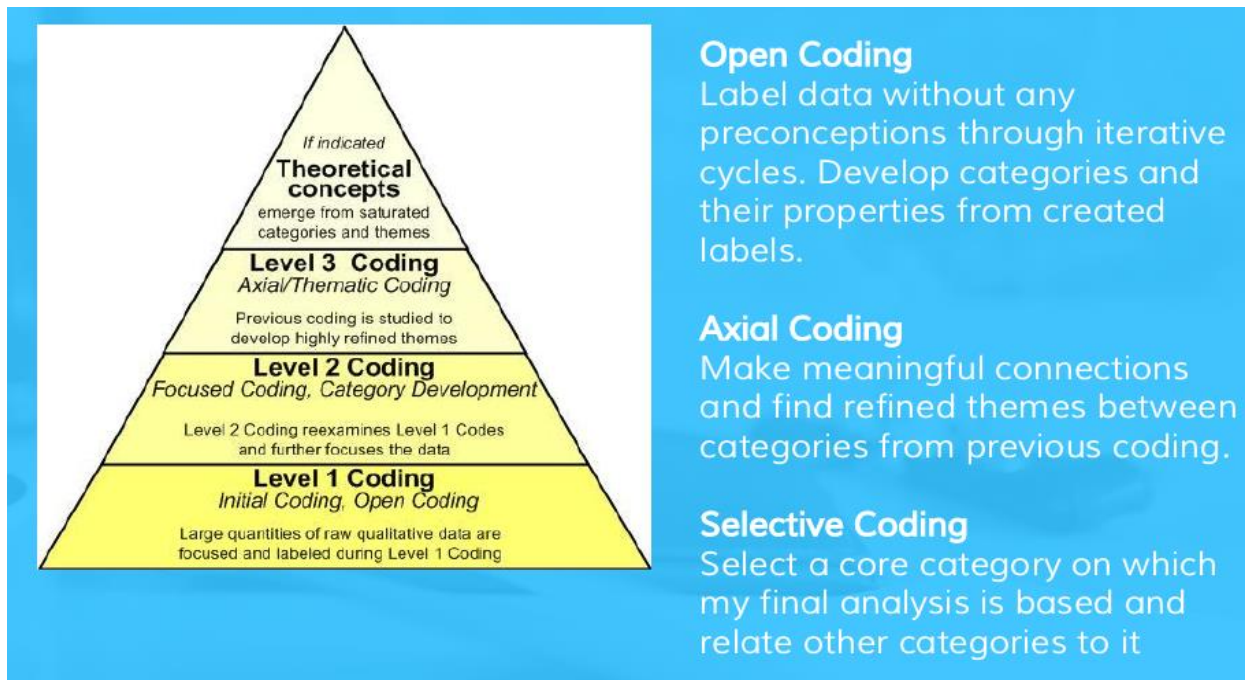 If indicated
Theoretical
concepts
emerge from saturated
categories and themes
Level 3 Coding
Axial/Thematic Coding
Previous coding is studied to
develop highly refined themes
Level 2 Coding
Focused Coding, Category Development
Level 2 Coding reexamines Level 1 Codes
and further focuses the data
Level 1 Coding
Initial Coding, Open Coding
Large quantities of raw qualitative data are
focused and labeled during Level 1 Coding
Open Coding
Label data without any
preconceptions through iterative
cycles. Develop categories and
their properties from created
labels.
Axial Coding
Make meaningful connections
and find refined themes between
categories from previous coding.
Selective Coding
Select a core category on which
my final analysis is based and
relate other categories to it